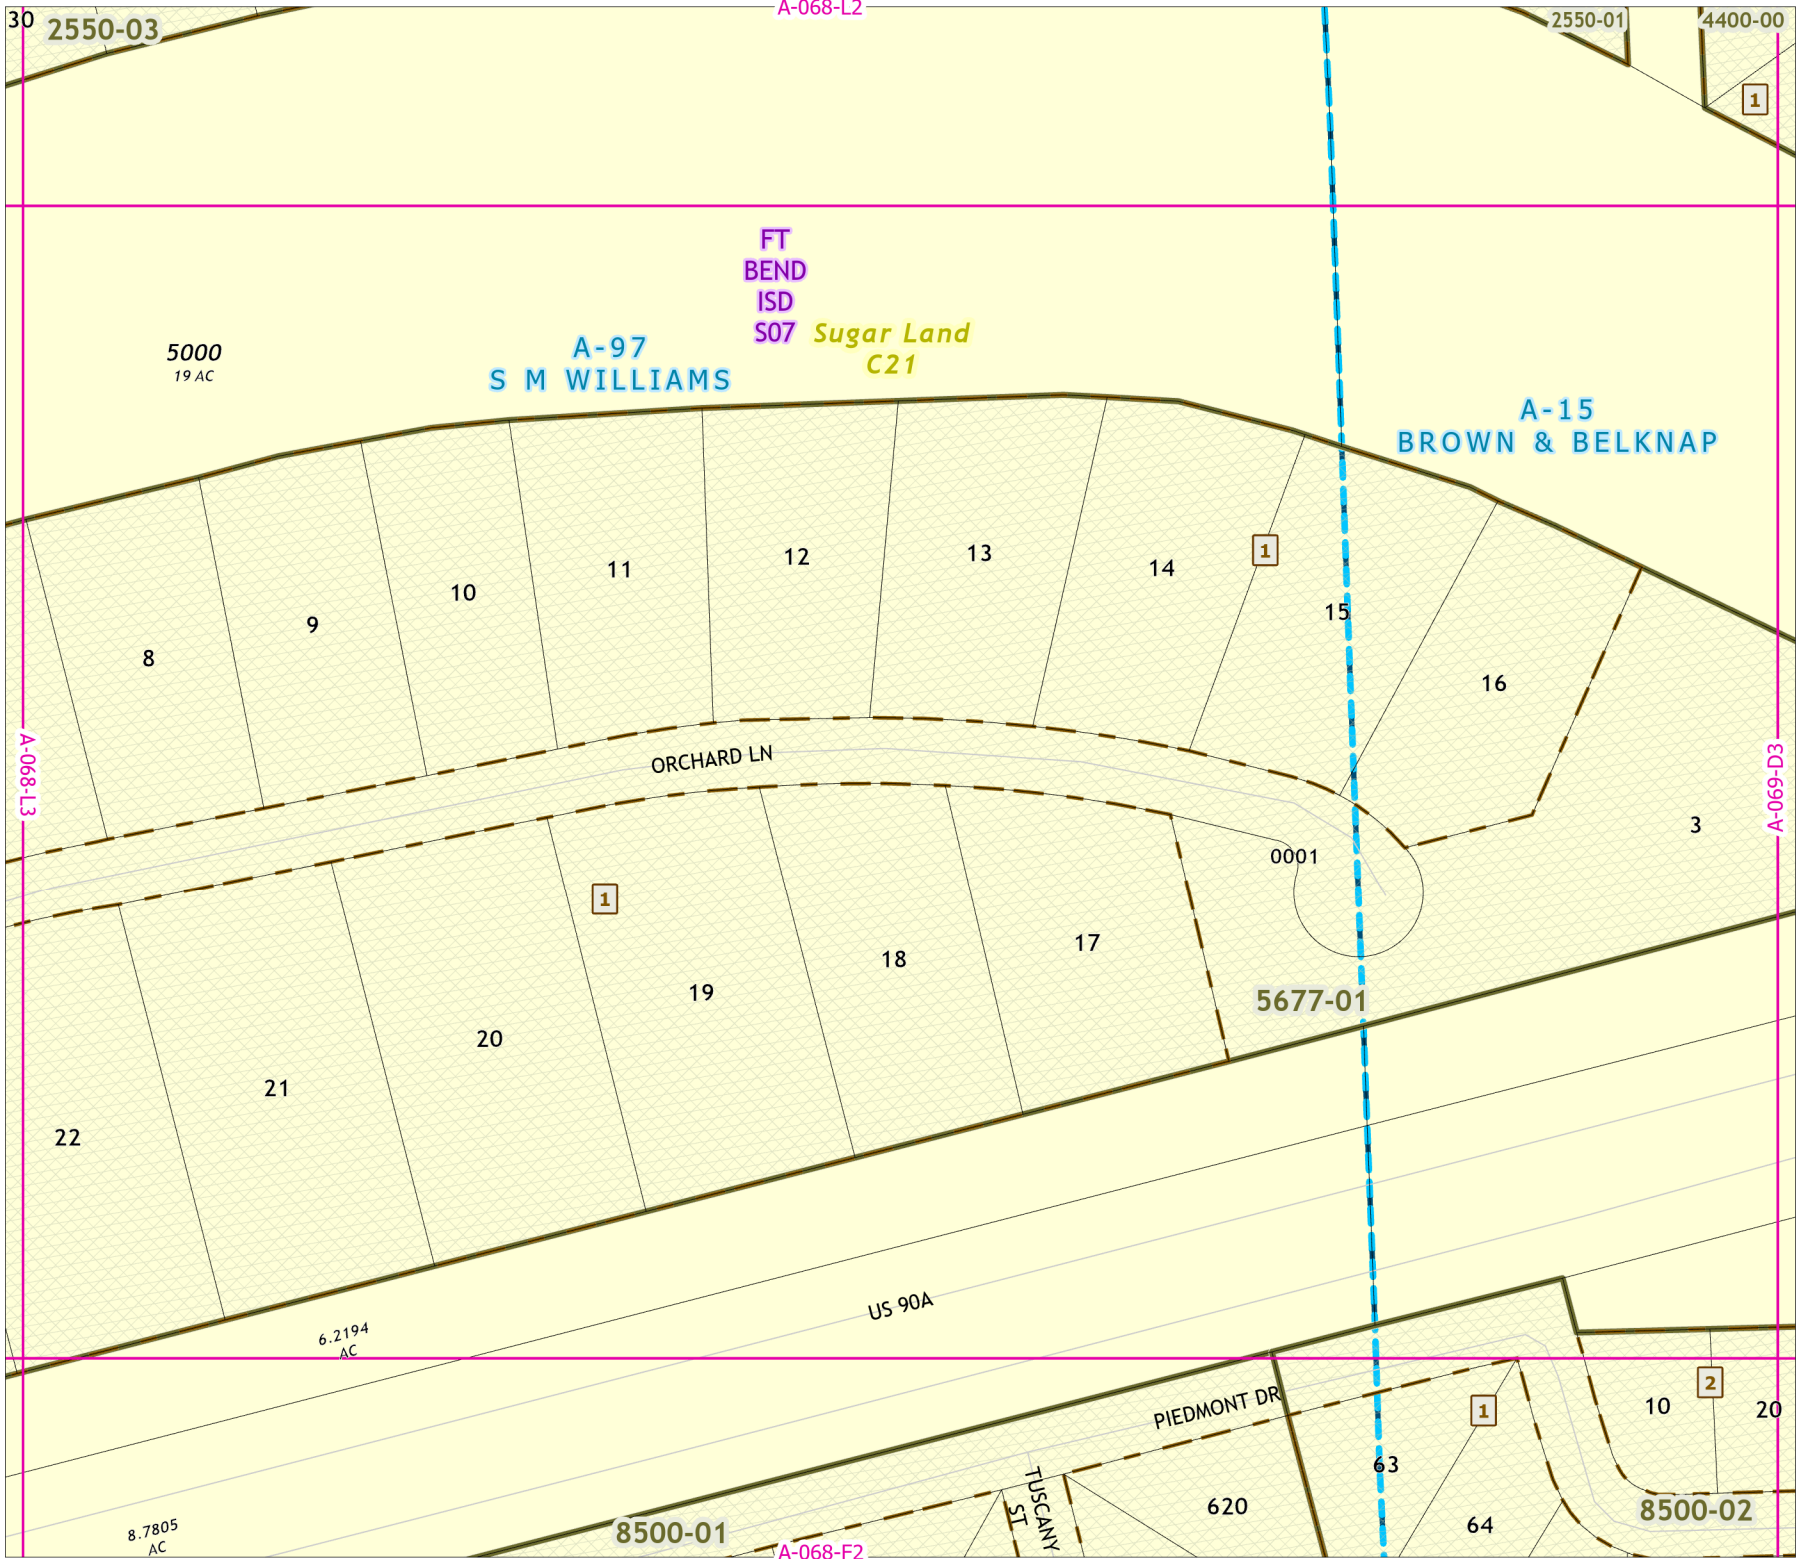 A-068-L2
30
2550-03
2550-01
4400-00
1
FT
BEND
ISD
S07
Sugar Land
C21
5000
19 AC
A-97
S M WILLIAMS
A-15
BROWN & BELKNAP
8
9
10
11
12
13
14
1
15
16
A-068-L3
ORCHARD LN
A-069-D3
3
0001
1
22
21
20
19
18
17
5677-01
6.2194
AC
US 90A
PIEDMONT DR
1
2
10
20
63
TUSCANY
ST
620
64
8500-02
8500-01
8.7805
AC
A-068-F2